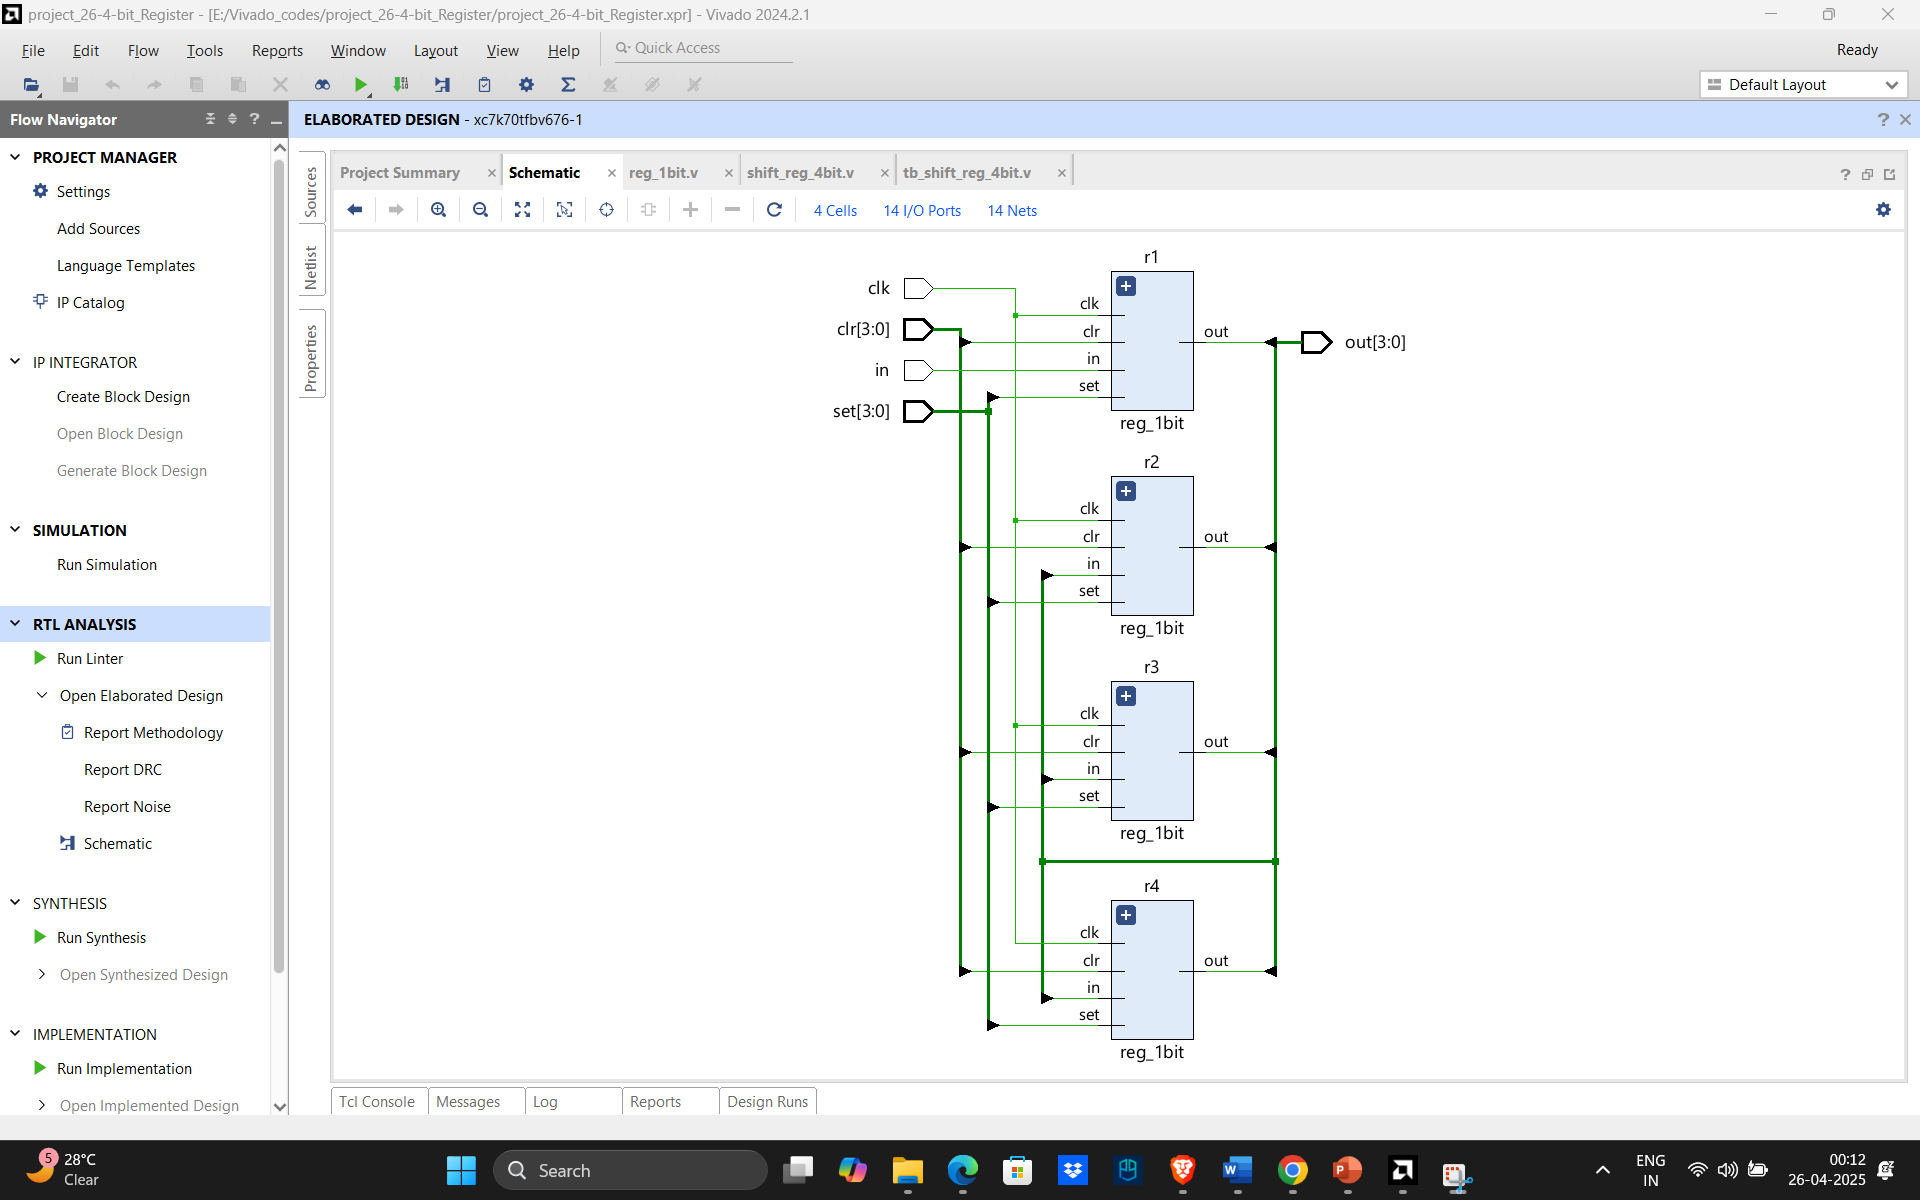 project_26-4-bit_Register - [E:/Vivado_codes/project_26-4-bit_Register/project_26-4-bit_Register.xpr] - Vivado 2024.2.1
File Edit Flow Tools Reports Window Layout View Help Quick Access
Ready
Default Layout
Flow Navigator
ELABORATED DESIGN - xc7k70tfbv676-1
PROJECT MANAGER
Settings
Add Sources
Language Templates
IP Catalog
IP INTEGRATOR
Create Block Design
Open Block Design
Generate Block Design
SIMULATION
Run Simulation
RTL ANALYSIS
Run Linter
Open Elaborated Design
Report Methodology
Report DRC
Report Noise
Schematic
SYNTHESIS
Run Synthesis
Open Synthesized Design
IMPLEMENTATION
Run Implementation
Open Implemented Design
Sources
Netlist
Properties
Project Summary Schematic reg_1bit.v shift_reg_4bit.v tb_shift_reg_4bit.v
4 Cells 14 I/O Ports 14 Nets
clk
clr[3:0]
in
set[3:0]
r1
clk
clr
in
set
out
reg_1bit
out[3:0]
r2
clk
clr
in
set
out
reg_1bit
r3
clk
clr
in
set
out
reg_1bit
r4
clk
clr
in
set
out
reg_1bit
Tcl Console Messages Log Reports Design Runs
5
28°C
Clear
Search
ENG
IN
00:12
26-04-2025